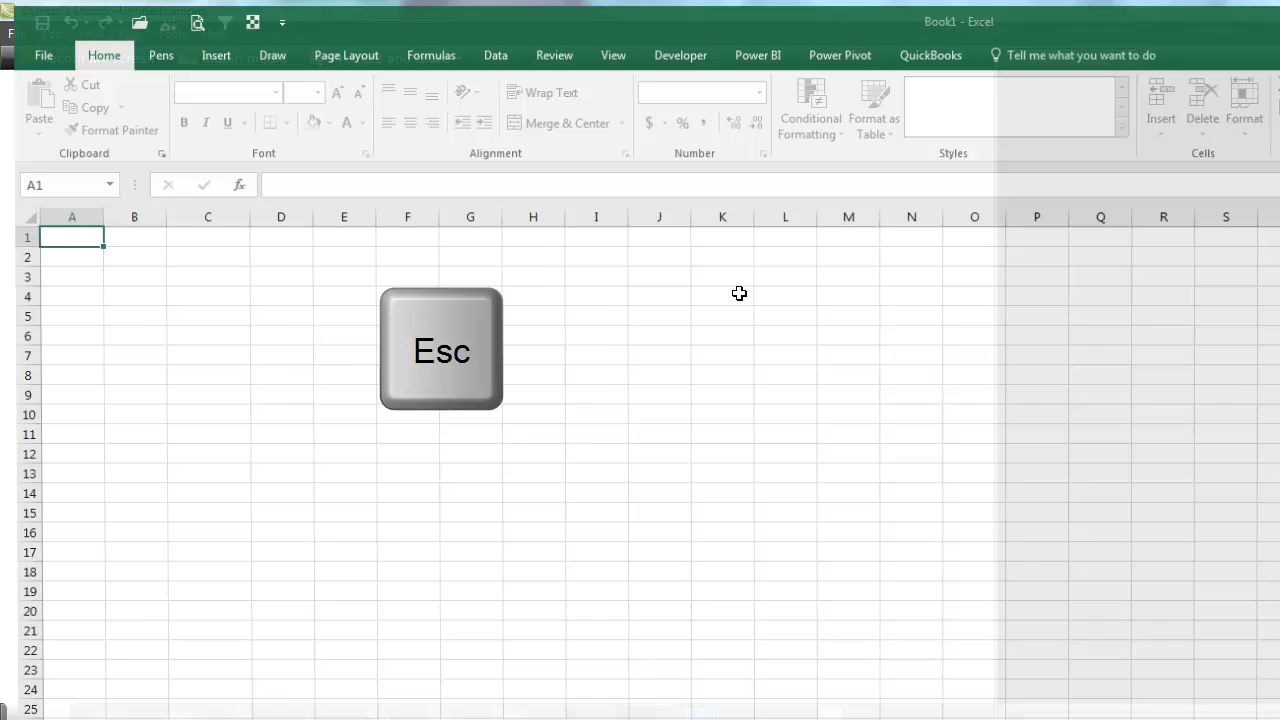 Book1 - Excel
File Home Pens Insert Draw Page Layout Formulas Data Review View Developer Power BI Power Pivot QuickBooks Tell me what you want to do
Paste
Cut
Copy
Format Painter
Clipboard
B I U A
Font
Wrap Text
Merge & Center
Alignment
$ % ,
Number
Conditional
Formatting
Format as
Table
Styles
Insert Delete Format
Cells
A1 fx
A B C D E F G H I J K L M N O P Q R S
1
2
3
4
5
6
7
8
9
10
11
12
13
14
15
16
17
18
19
20
21
22
23
24
25
Esc